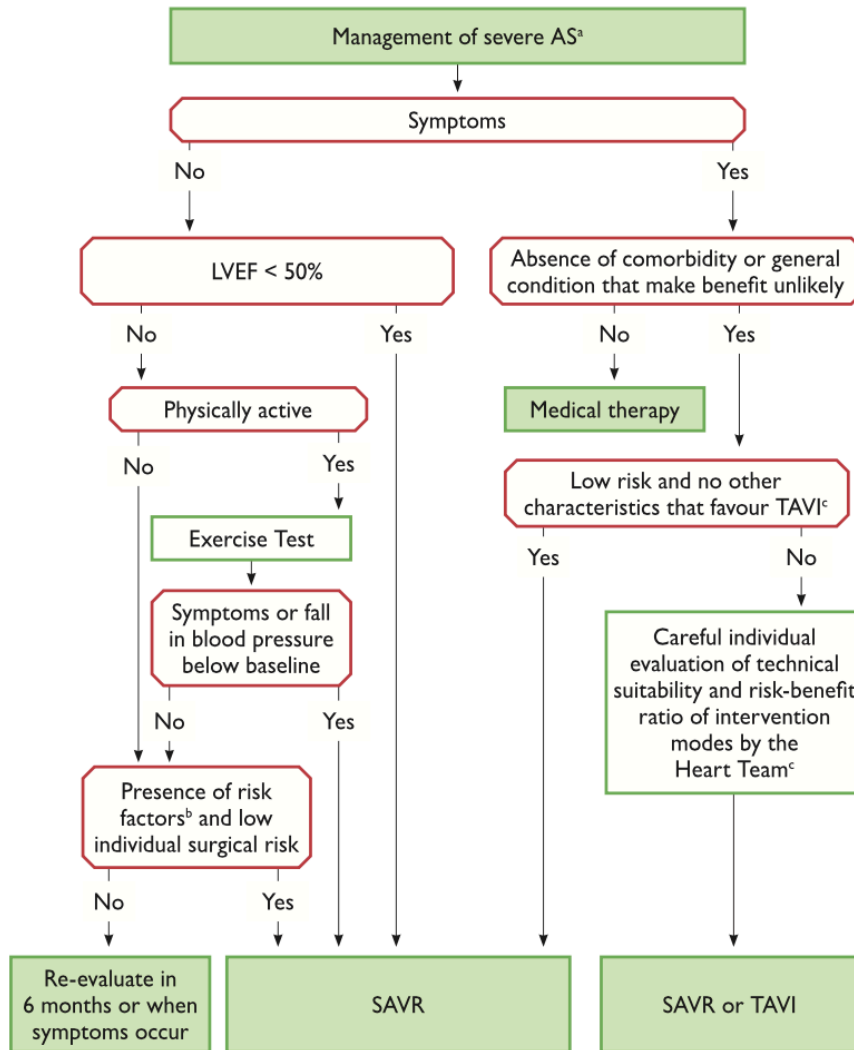 Management of severe ASᵃ
Symptoms
No
Yes
LVEF < 50%
Absence of comorbidity or general
condition that make benefit unlikely
No
Yes
No
Yes
Physically active
Medical therapy
No
Yes
Low risk and no other
characteristics that favour TAVIᶜ
Exercise Test
Yes
No
Symptoms or fall
in blood pressure
below baseline
Careful individual
evaluation of technical
suitability and risk-benefit
ratio of intervention
modes by the
Heart Teamᶜ
No
Yes
Presence of risk
factorsᵇ and low
individual surgical risk
No
Yes
Re-evaluate in
6 months or when
symptoms occur
SAVR
SAVR or TAVI